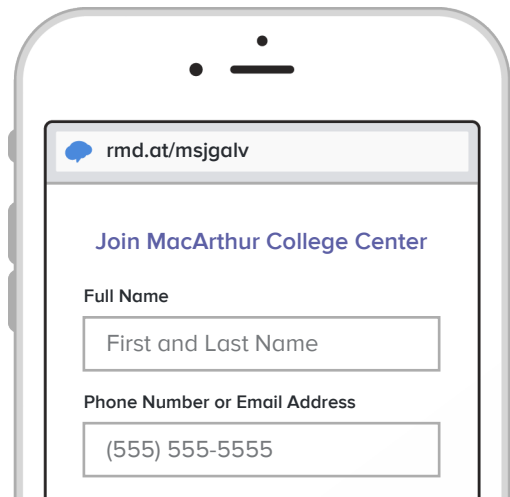 rmd.at/msjgalv
Join MacArthur College Center
Full Name
First and Last Name
Phone Number or Email Address
(555) 555-5555